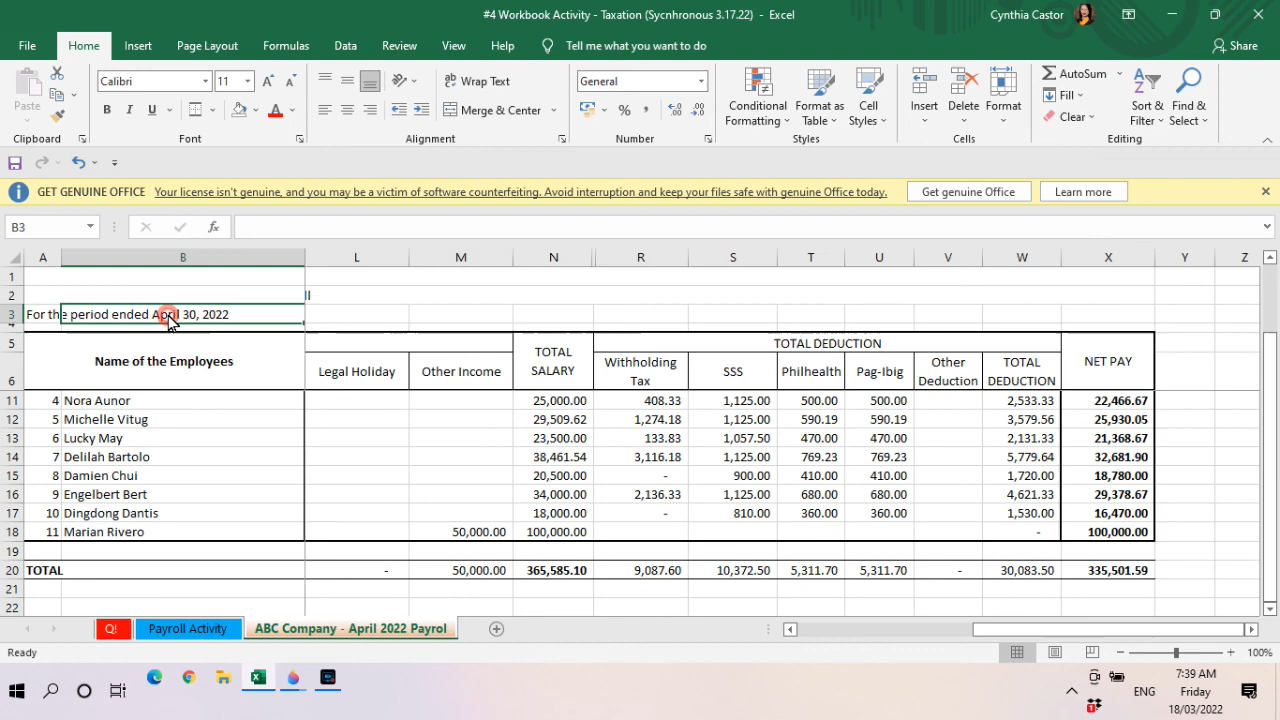 #4 Workbook Activity - Taxation (Sycnhronous 3.17.22) - Excel
Cynthia Castor
File Home Insert Page Layout Formulas Data Review View Help Tell me what you want to do Share
Paste
Calibri 11
B I U
Wrap Text
Merge & Center
General
Conditional Formatting
Format as Table
Cell Styles
Insert Delete Format
AutoSum
Fill
Clear
Sort & Filter
Find & Select
Clipboard Font Alignment Number Styles Cells Editing
GET GENUINE OFFICE Your license isn't genuine, and you may be a victim of software counterfeiting. Avoid interruption and keep your files safe with genuine Office today. Get genuine Office Learn more
B3 fx
A B L M N R S T U V W X Y Z
1
2 ll
3 For the period ended April 30, 2022
4
5 Name of the Employees TOTAL SALARY TOTAL DEDUCTION NET PAY
6 Legal Holiday Other Income Withholding Tax SSS Philhealth Pag-Ibig Other Deduction TOTAL DEDUCTION
11 4 Nora Aunor 25,000.00 408.33 1,125.00 500.00 500.00 2,533.33 22,466.67
12 5 Michelle Vitug 29,509.62 1,274.18 1,125.00 590.19 590.19 3,579.56 25,930.05
13 6 Lucky May 23,500.00 133.83 1,057.50 470.00 470.00 2,131.33 21,368.67
14 7 Delilah Bartolo 38,461.54 3,116.18 1,125.00 769.23 769.23 5,779.64 32,681.90
15 8 Damien Chui 20,500.00 - 900.00 410.00 410.00 1,720.00 18,780.00
16 9 Engelbert Bert 34,000.00 2,136.33 1,125.00 680.00 680.00 4,621.33 29,378.67
17 10 Dingdong Dantis 18,000.00 - 810.00 360.00 360.00 1,530.00 16,470.00
18 11 Marian Rivero 50,000.00 100,000.00 - 100,000.00
19
20 TOTAL - 50,000.00 365,585.10 9,087.60 10,372.50 5,311.70 5,311.70 - 30,083.50 335,501.59
21
22
Q! Payroll Activity ABC Company - April 2022 Payrol
Ready 100%
ENG
7:39 AM
Friday
18/03/2022
1